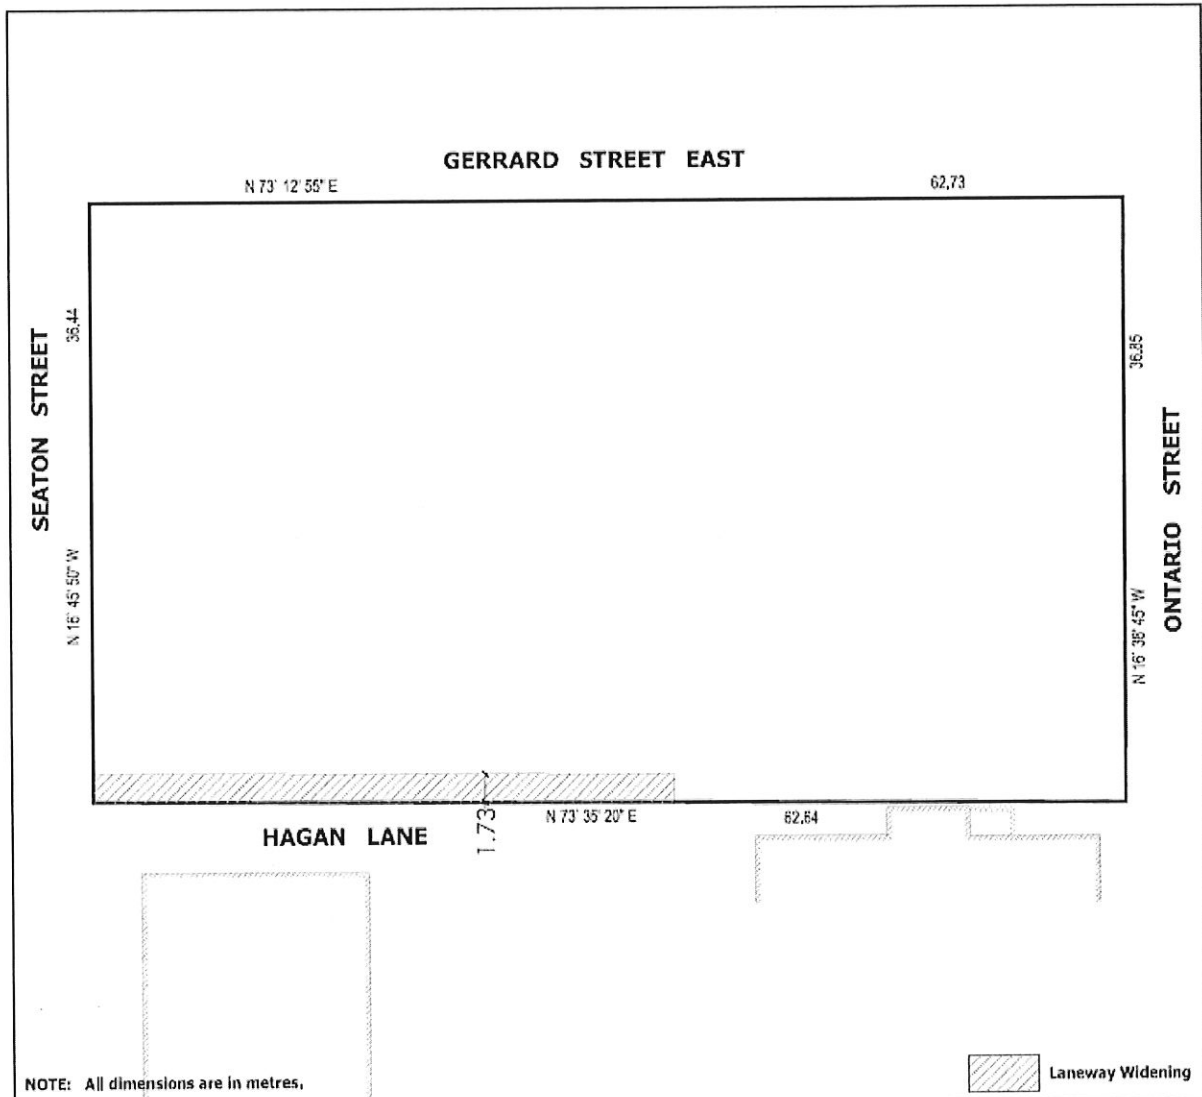 GERRARD STREET EAST
N 73° 12' 55" E
62,73
SEATON STREET
36.44
N 16° 45' 50" W
36.85
ONTARIO STREET
N 16° 38' 45" W
1.73
N 73° 35' 20" E
62,64
HAGAN LANE
NOTE: All dimensions are in metres,
Laneway Widening